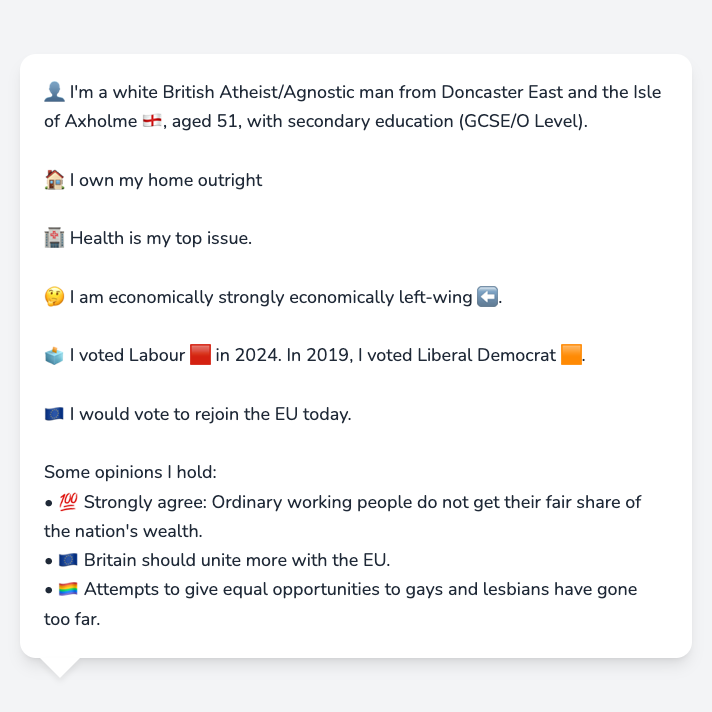 👤 I'm a white British Atheist/Agnostic man from Doncaster East and the Isle
of Axholme 🏴󠁧󠁢󠁥󠁮󠁧󠁿, aged 51, with secondary education (GCSE/O Level).
🏠 I own my home outright
🏥 Health is my top issue.
🤔 I am economically strongly economically left-wing ⬅️.
🗳️ I voted Labour 🟥 in 2024. In 2019, I voted Liberal Democrat 🟧.
🇪🇺 I would vote to rejoin the EU today.
Some opinions I hold:
• 💯 Strongly agree: Ordinary working people do not get their fair share of
the nation's wealth.
• 🇪🇺 Britain should unite more with the EU.
• 🏳️‍🌈 Attempts to give equal opportunities to gays and lesbians have gone
too far.